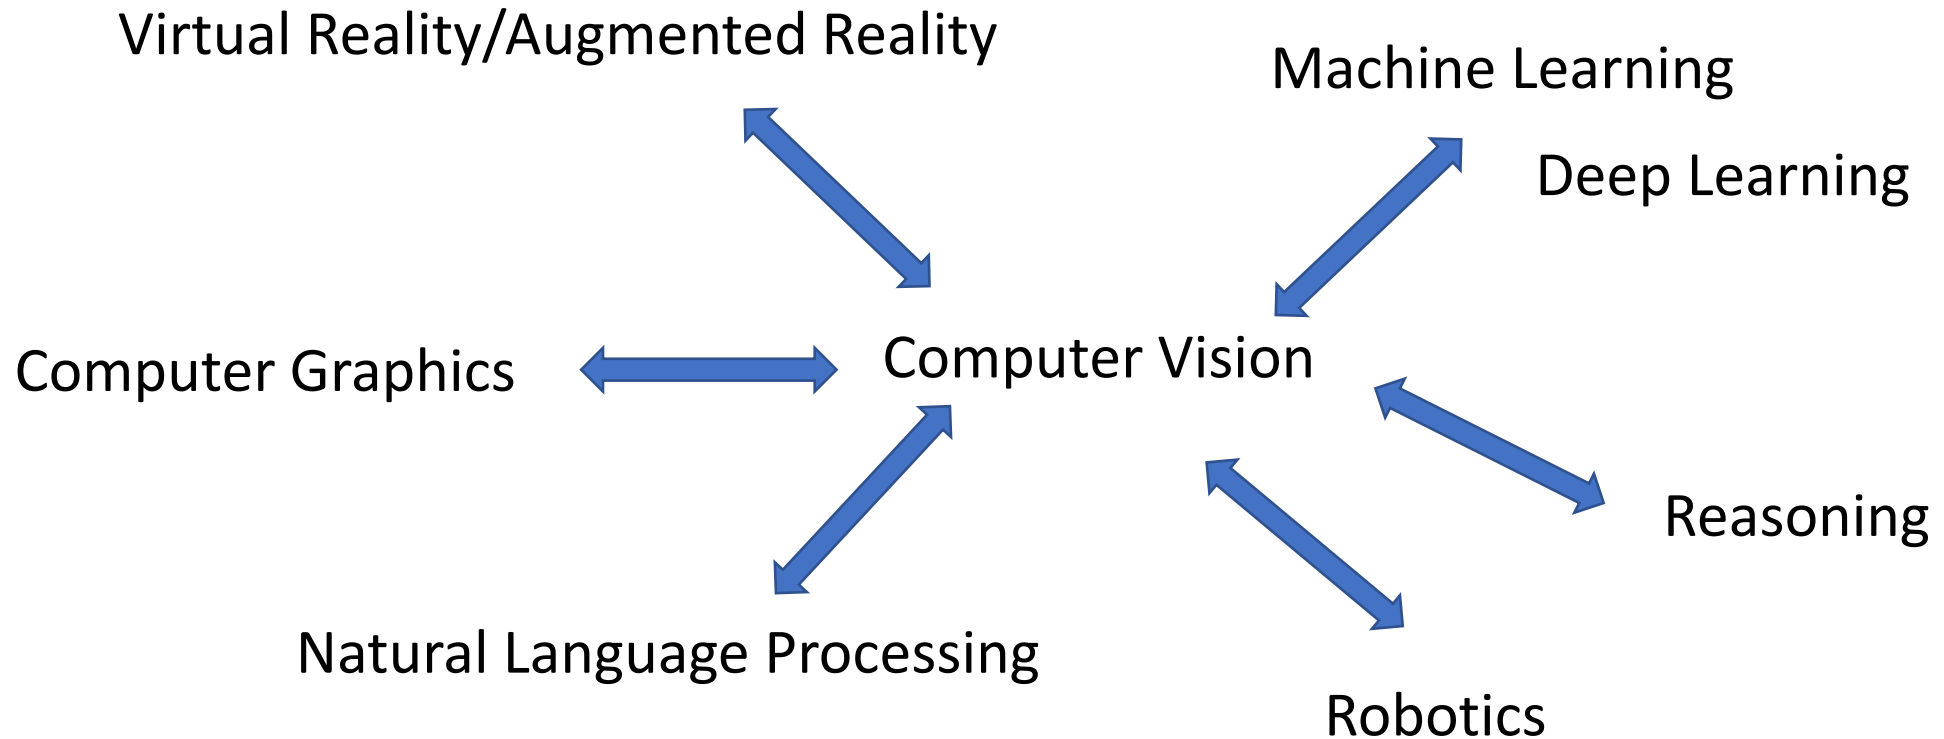 Virtual Reality/Augmented Reality
Machine Learning
Deep Learning
Computer Graphics
Computer Vision
Reasoning
Natural Language Processing
Robotics